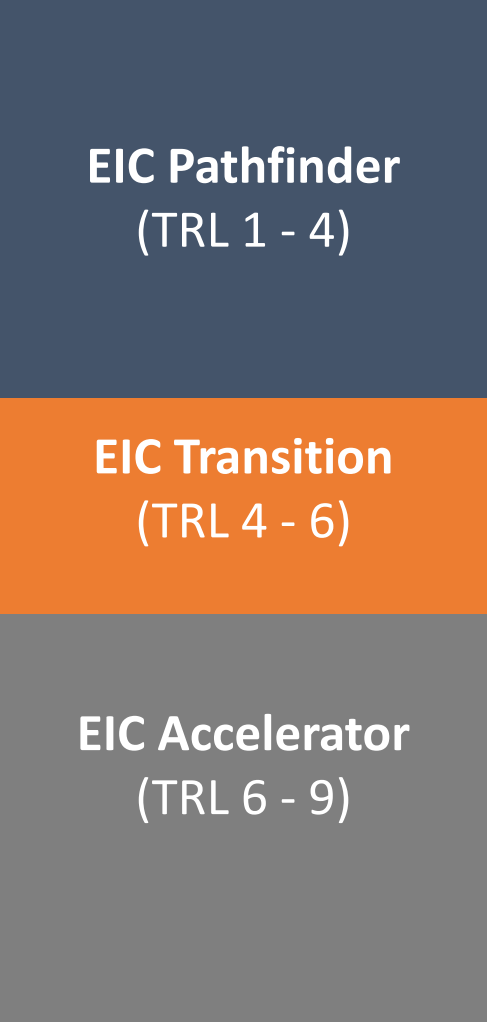 EIC Pathfinder
(TRL 1 - 4)
EIC Transition
(TRL 4 - 6)
EIC Accelerator
(TRL 6 - 9)